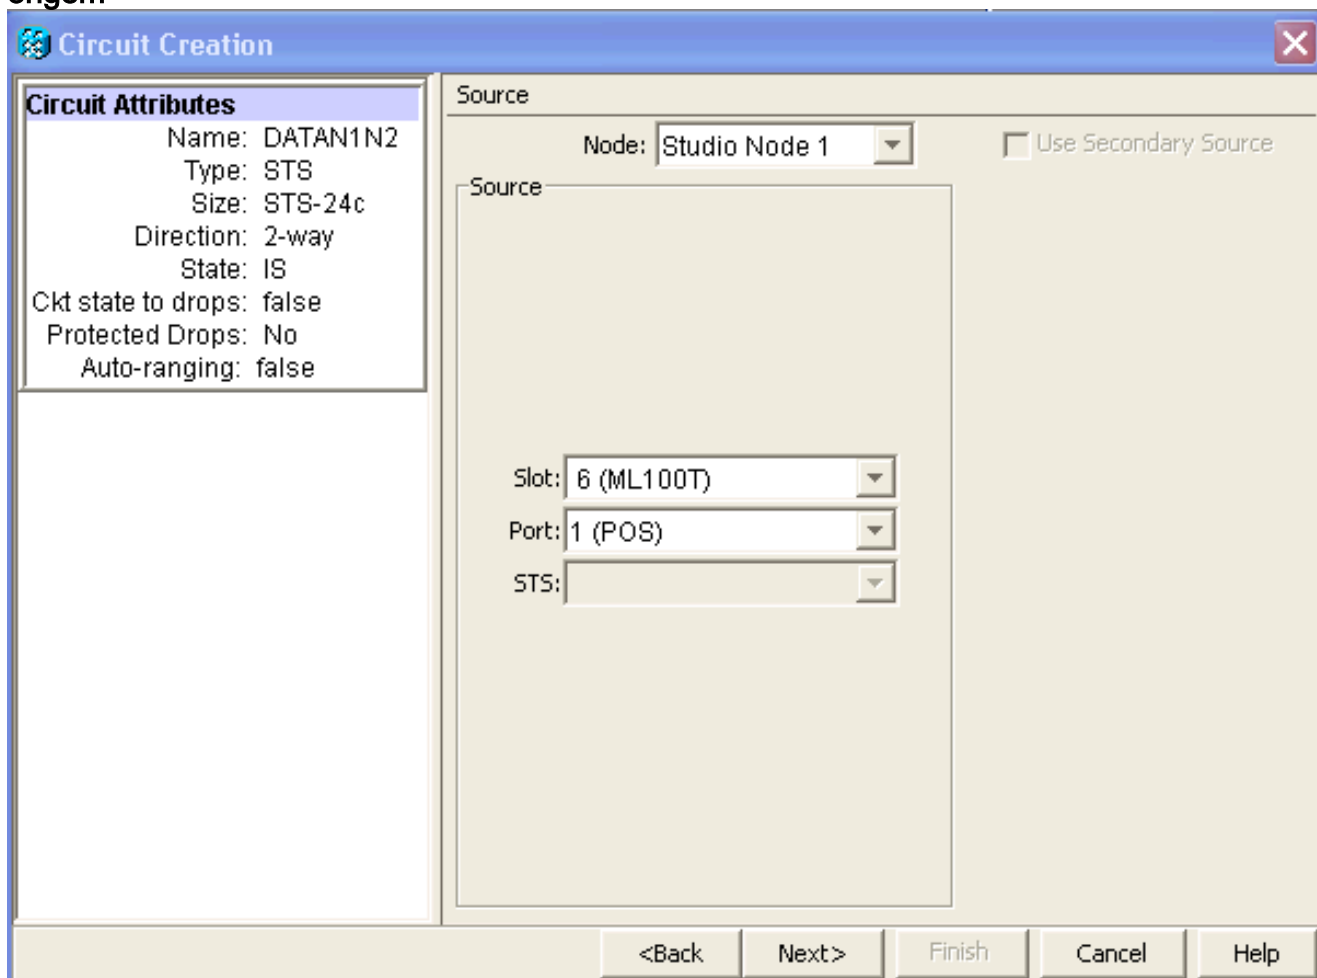 Circuit Creation
Circuit Attributes
Name: DATAN1N2
Type: STS
Size: STS-24c
Direction: 2-way
State: IS
Ckt state to drops: false
Protected Drops: No
Auto-ranging: false
Source
Node: Studio Node 1
Use Secondary Source
Source
Slot: 6 (ML100T)
Port: 1 (POS)
STS:
<Back Next> Finish Cancel Help